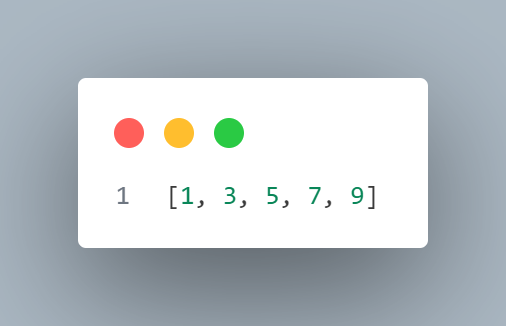 1 [1, 3, 5, 7, 9]